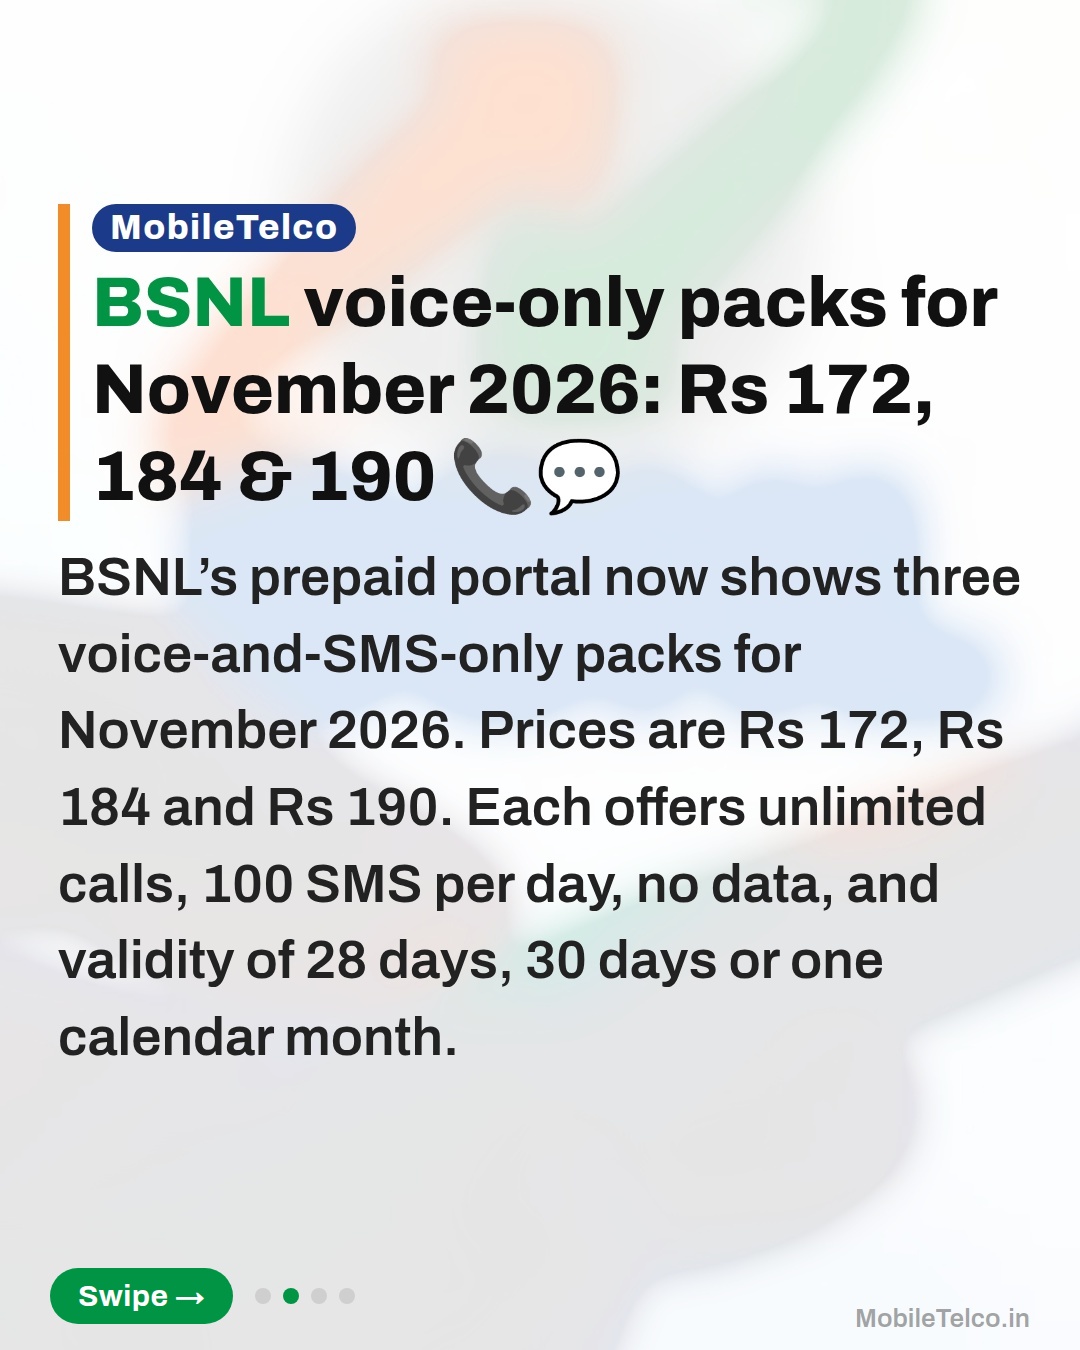 MobileTelco
BSNL voice-only packs for
November 2026: Rs 172,
184 & 190 📞💬
BSNL’s prepaid portal now shows three
voice-and-SMS-only packs for
November 2026. Prices are Rs 172, Rs
184 and Rs 190. Each offers unlimited
calls, 100 SMS per day, no data, and
validity of 28 days, 30 days or one
calendar month.
Swipe →
MobileTelco.in